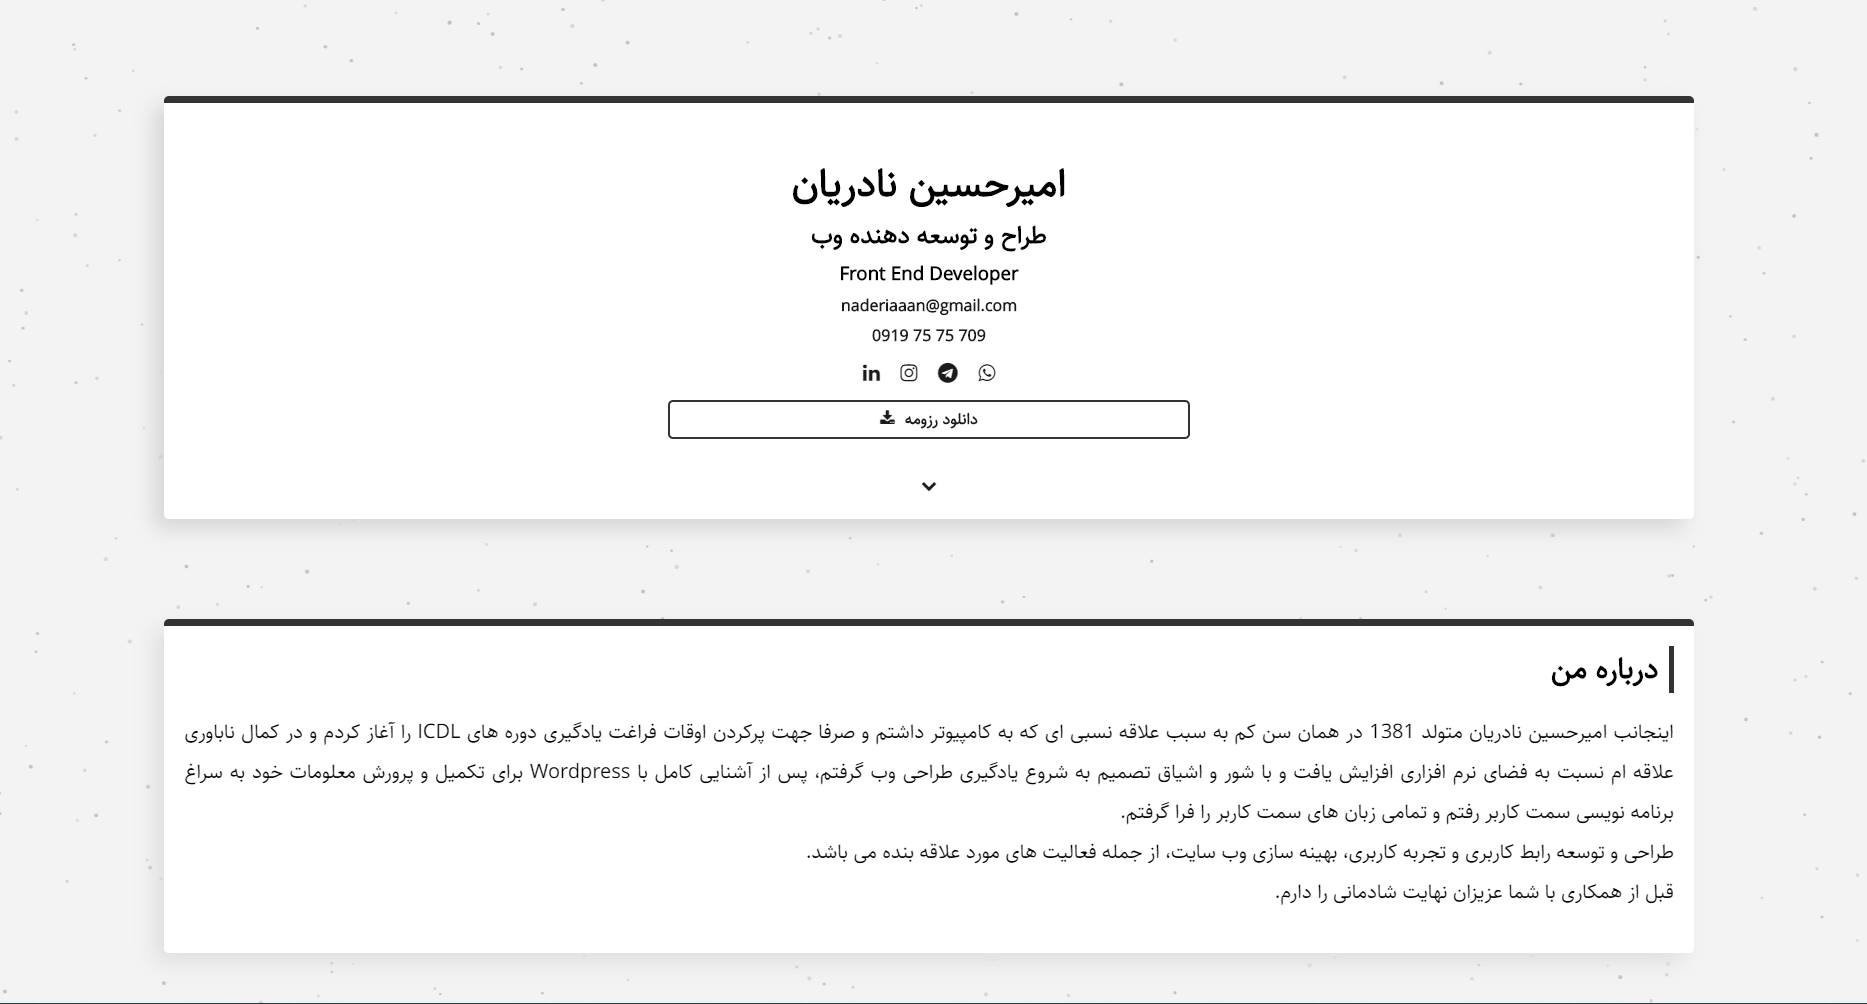 امیرحسین نادریان
طراح و توسعه دهنده وب
Front End Developer
naderiaaan@gmail.com
0919 75 75 709
دانلود رزومه
درباره من
اینجانب امیرحسین نادریان متولد 1381 در همان سن کم به سبب علاقه نسبی ای که به کامپیوتر داشتم و صرفا جهت پرکردن اوقات فراغت یادگیری دوره های ICDL را آغاز کردم و در کمال ناباوری
علاقه ام نسبت به فضای نرم افزاری افزایش یافت و با شور و اشیاق تصمیم به شروع یادگیری طراحی وب گرفتم، پس از آشنایی کامل با Wordpress برای تکمیل و پرورش معلومات خود به سراغ
برنامه نویسی سمت کاربر رفتم و تمامی زبان های سمت کاربر را فرا گرفتم.
طراحی و توسعه رابط کاربری و تجربه کاربری، بهینه سازی وب سایت، از جمله فعالیت های مورد علاقه بنده می باشد.
قبل از همکاری با شما عزیزان نهایت شادمانی را دارم.